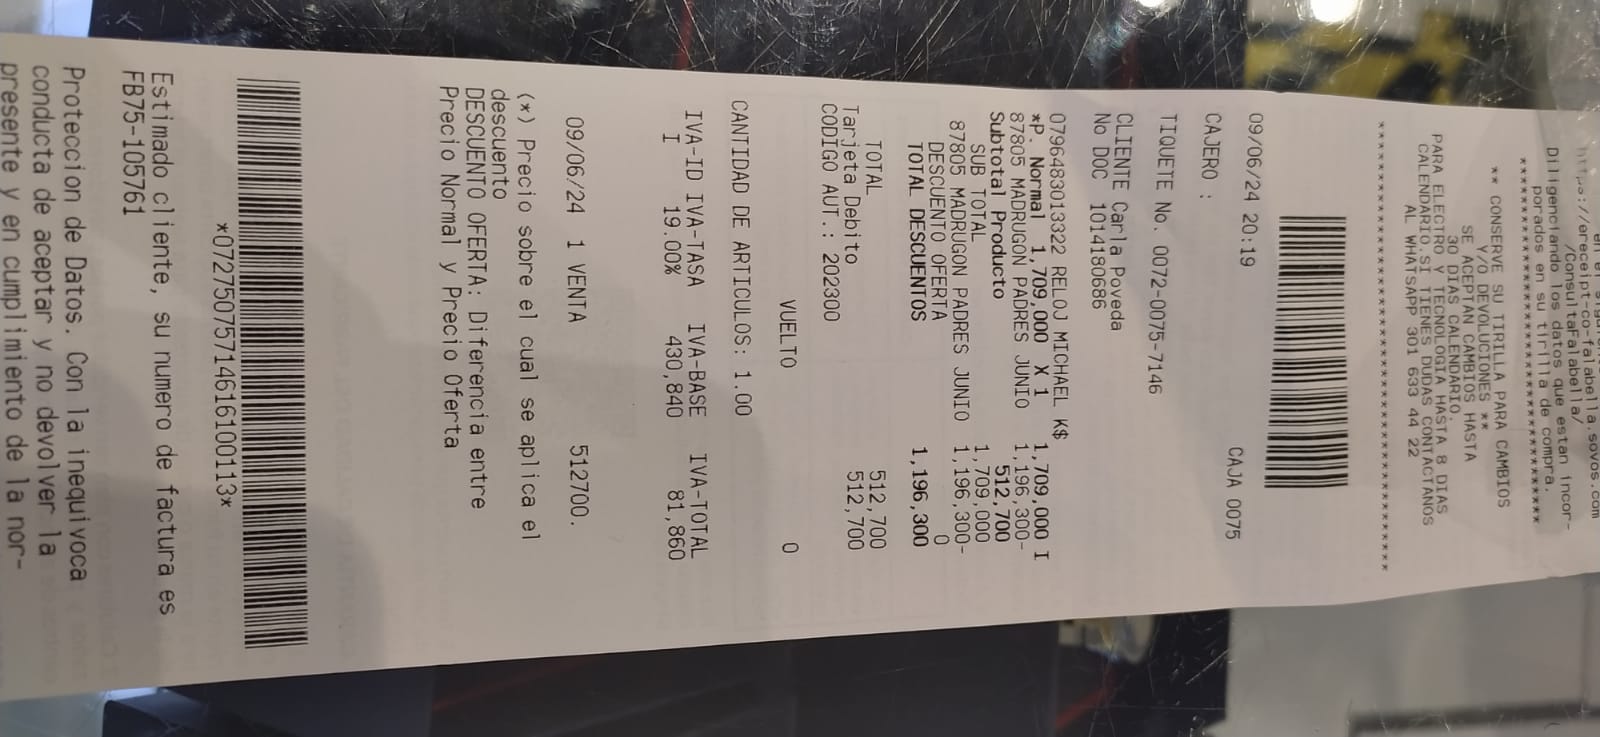 https://ereceipt-co-falabella.sovos.com
/ConsultaFalabella/
Diligenciando los datos que estan incor-
porados en su tirilla de compra.
** CONSERVE SU TIRILLA PARA CAMBIOS
Y/O DEVOLUCIONES **
SE ACEPTAN CAMBIOS HASTA
30 DIAS CALENDARIO.
PARA ELECTRO Y TECNOLOGIA HASTA 8 DIAS
CALENDARIO.SI TIENES DUDAS CONTACTANOS
AL WHATSAPP 301 633 44 22
09/06/24 20:19 CAJA 0075
CAJERO :
TIQUETE No. 0072-0075-7146
CLIENTE Carla Poveda
No DOC 1014180686
0796483013322 RELOJ MICHAEL K$ 1,709,000 I
*P. Normal 1,709,000 X 1
87805 MADRUGON PADRES JUNIO 1,196,300-
Subtotal Producto 512,700
SUB TOTAL 1,709,000
87805 MADRUGON PADRES JUNIO 1,196,300-
DESCUENTO OFERTA 0
TOTAL DESCUENTOS 1,196,300
TOTAL 512,700
Tarjeta Debito 512,700
CODIGO AUT.: 202300
VUELTO 0
CANTIDAD DE ARTICULOS: 1.00
IVA-ID IVA-TASA IVA-BASE IVA-TOTAL
I 19.00% 430,840 81,860
09/06/24 1 VENTA 512700.
(*) Precio sobre el cual se aplica el
descuento
DESCUENTO OFERTA: Diferencia entre
Precio Normal y Precio Oferta
*07275075714616100113*
Estimado cliente, su numero de factura es
FB75-105761
Proteccion de Datos. Con la inequivoca
conducta de aceptar y no devolver la
presente y en cumplimiento de la nor-